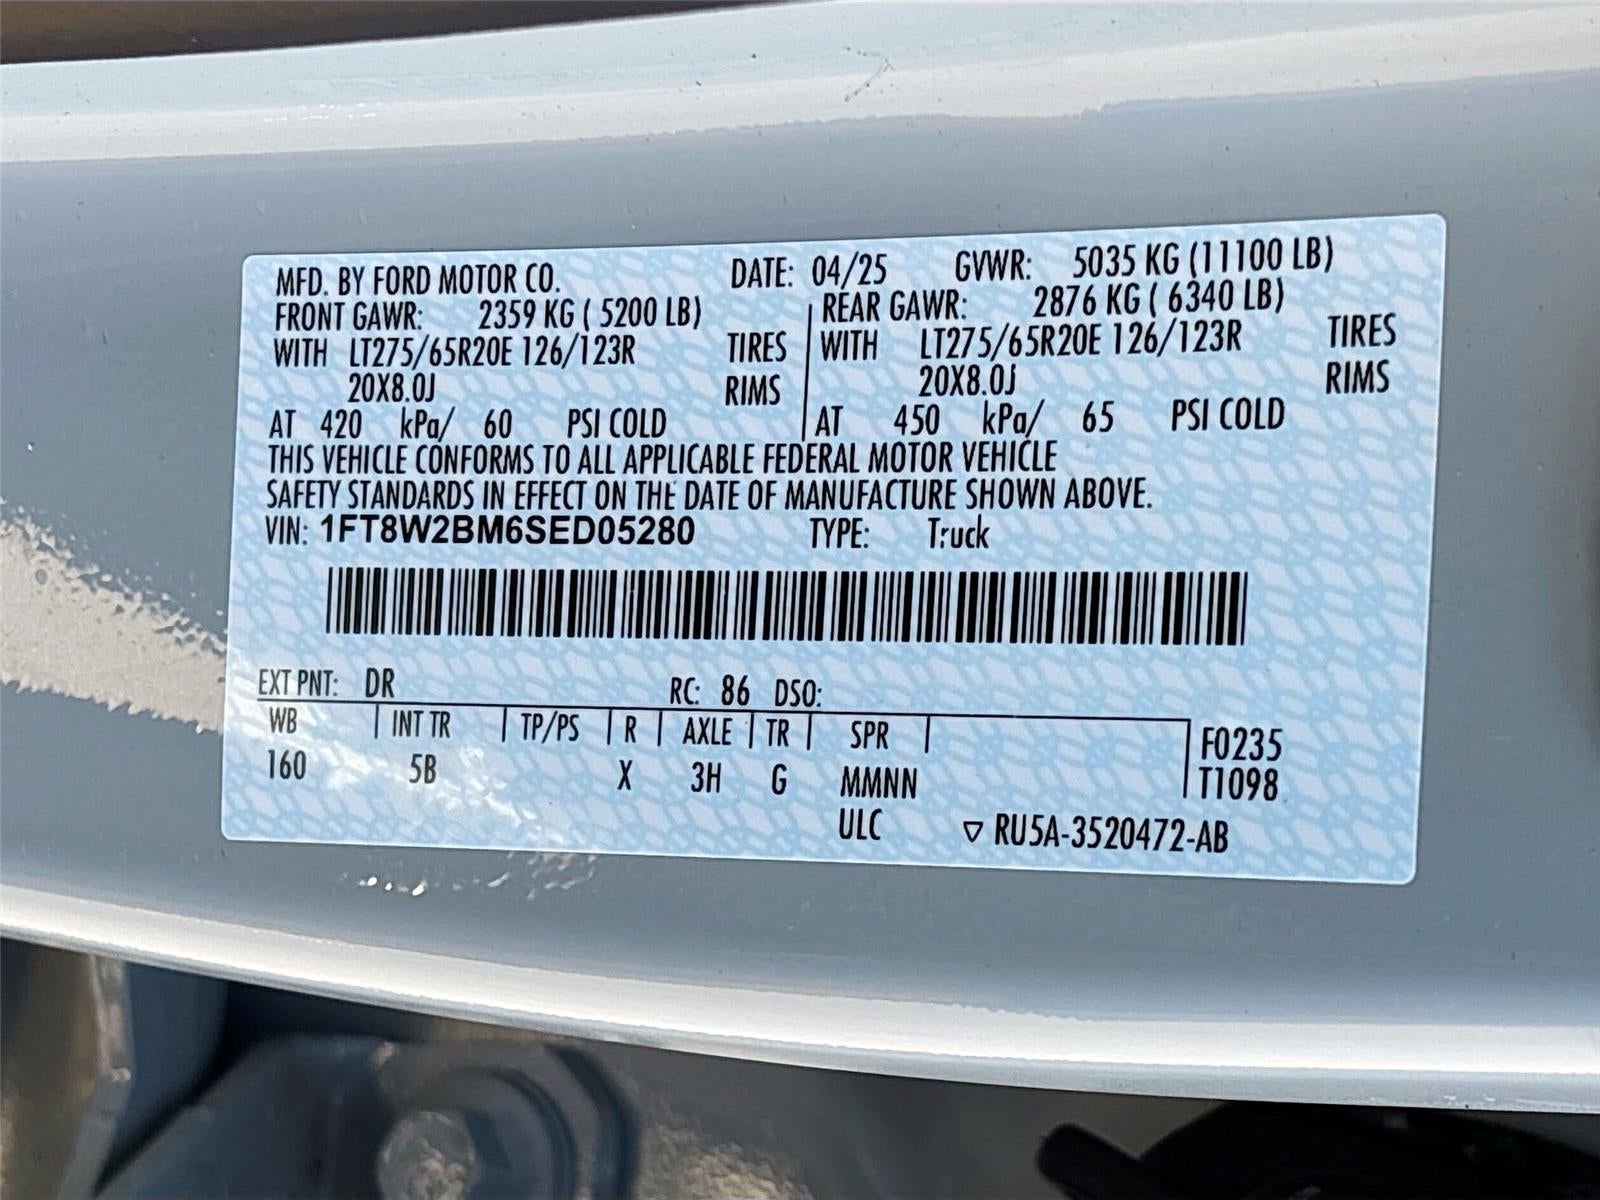 MFD. BY FORD MOTOR CO. DATE: 04/25 GVWR: 5035 KG (11100 LB)
FRONT GAWR: 2359 KG ( 5200 LB) REAR GAWR: 2876 KG ( 6340 LB)
WITH LT275/65R20E 126/123R TIRES WITH LT275/65R20E 126/123R TIRES
20X8.0J RIMS 20X8.0J RIMS
AT 420 kPa/ 60 PSI COLD AT 450 kPa/ 65 PSI COLD
THIS VEHICLE CONFORMS TO ALL APPLICABLE FEDERAL MOTOR VEHICLE
SAFETY STANDARDS IN EFFECT ON THE DATE OF MANUFACTURE SHOWN ABOVE.
VIN: 1FT8W2BM6SED05280 TYPE: Truck
EXT PNT: DR RC: 86 DSO:
WB INT TR TP/PS R AXLE TR SPR F0235
160 5B X 3H G MMNN T1098
ULC ▽ RU5A-3520472-AB